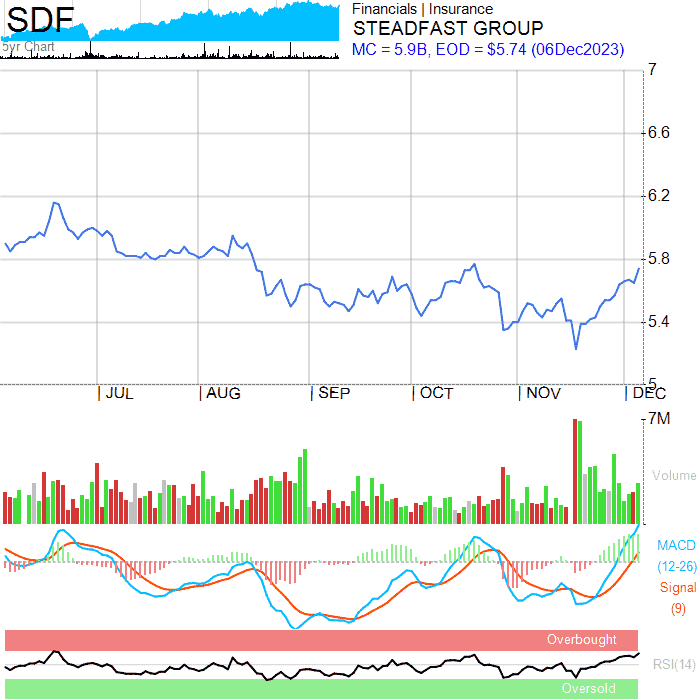 SDF
5yr Chart
Financials | Insurance
STEADFAST GROUP
MC = 5.9B, EOD = $5.74 (06Dec2023)
7
6.6
6.2
5.8
5.4
5
| JUL
| AUG
| SEP
| OCT
| NOV
| DEC
7M
Volume
MACD
(12-26)
Signal
(9)
Overbought
RSI(14)
Oversold